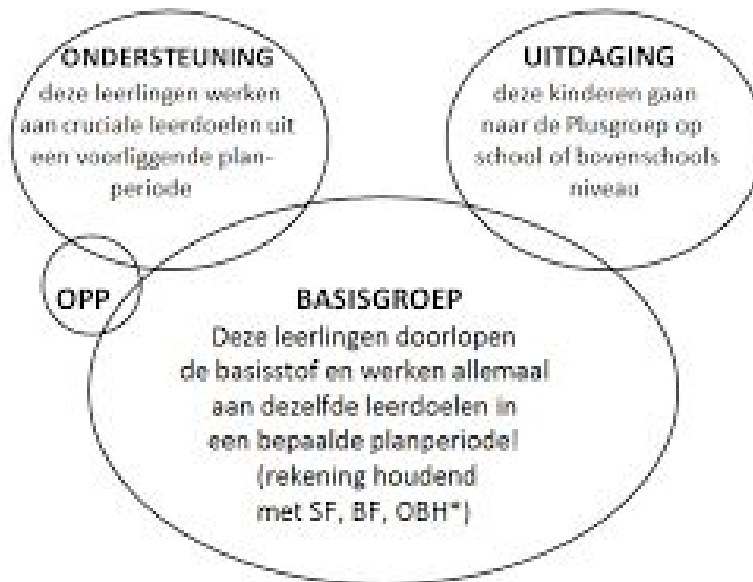 ONDERSTEUNING
deze leerlingen werken
aan cruciale leerdoelen uit
een voorliggende plan-
periode
UITDAGING
deze kinderen gaan
naar de Plusgroep op
school of bovenschools
niveau
OPP
BASISGROEP
Deze leerlingen doorlopen
de basisstof en werken allemaal
aan dezelfde leerdoelen in
een bepaalde planperiode!
(rekening houdend
met SF, BF, OBH*)